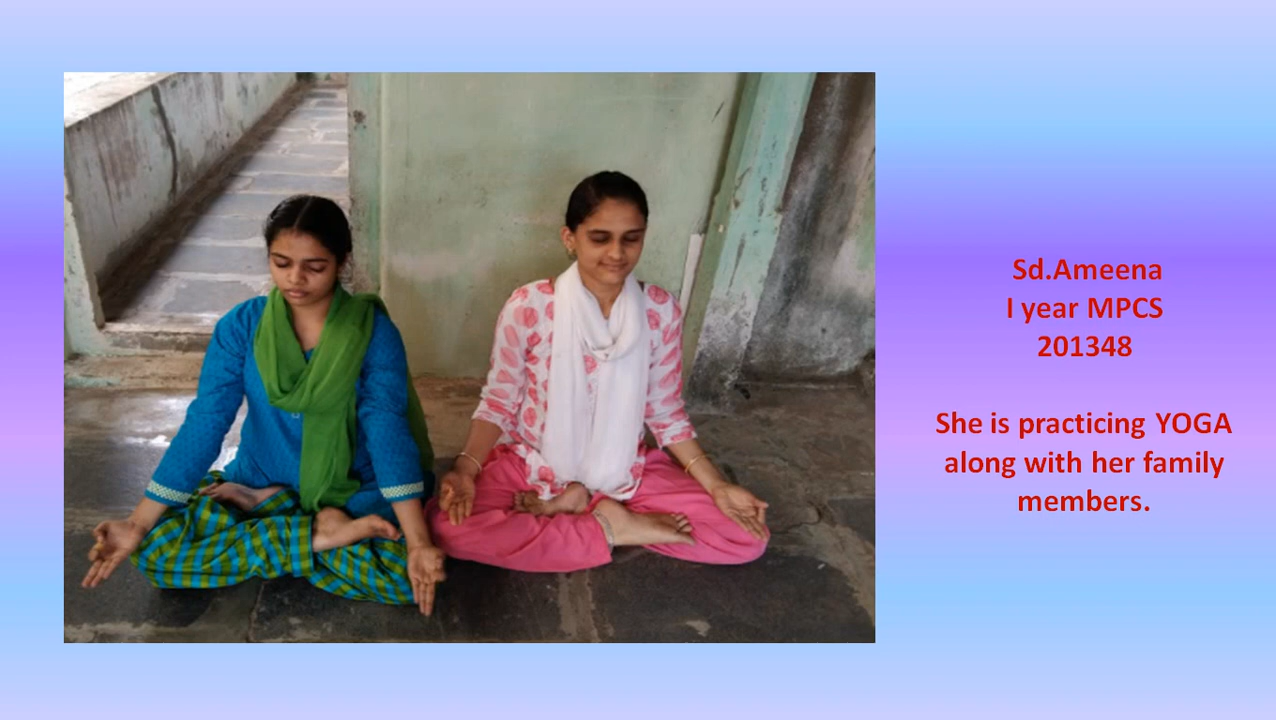 Sd.Ameena
I year MPCS
201348
She is practicing YOGA
along with her family
members.